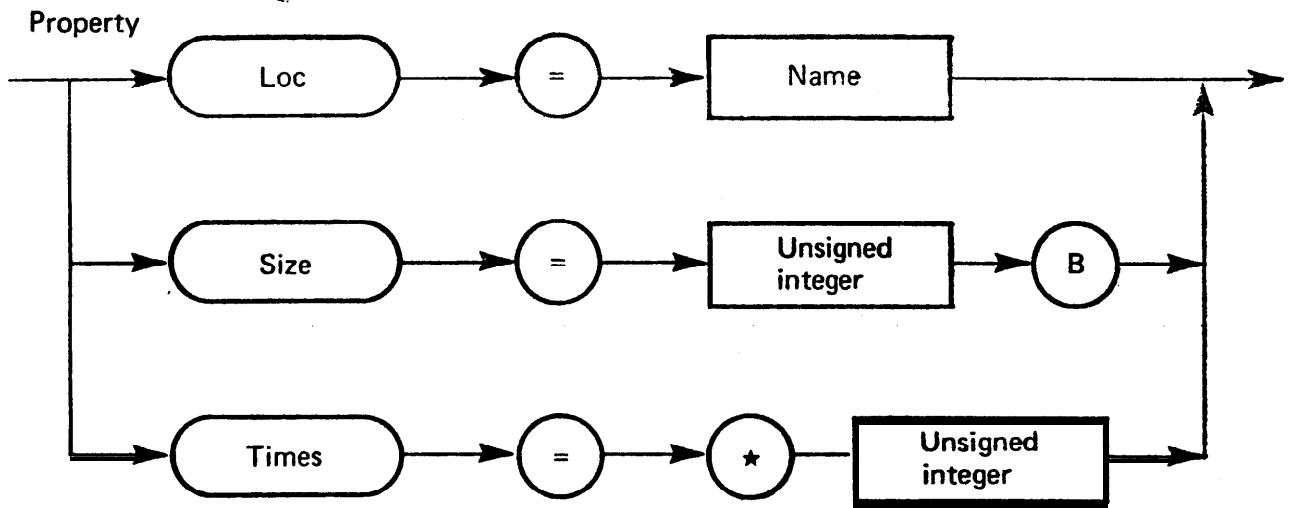 Property
Loc = Name
Size = Unsigned integer B
Times = ★ Unsigned integer